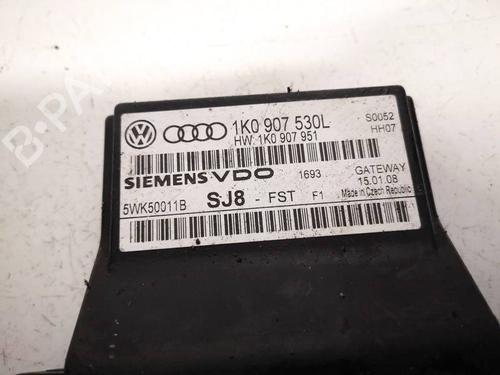 B-PARTS
1K0 907 530L
HW: 1K0 907 951
S0052
HH07
SIEMENS VDO 1693
GATEWAY
15.01.08
5WK50011B SJ8 - FST F1
Made in Czech Republic